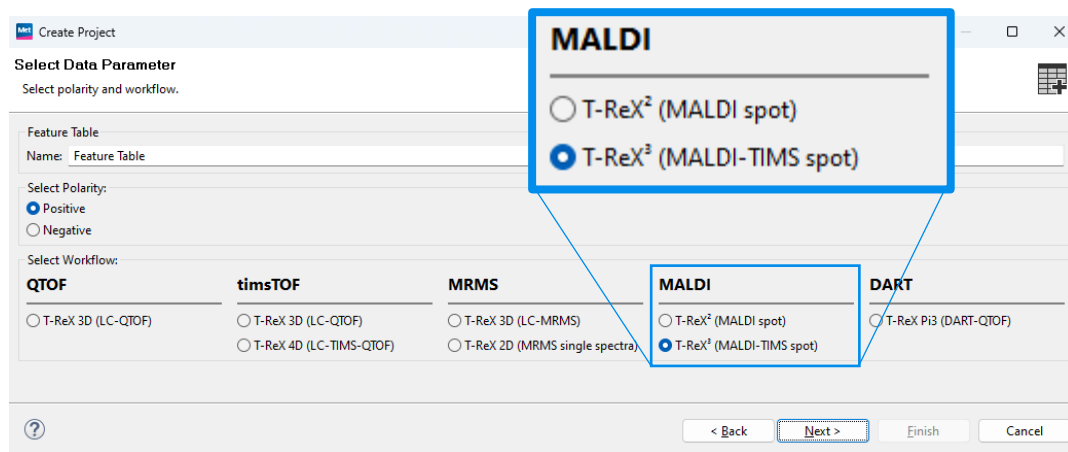 Met Create Project
Select Data Parameter
Select polarity and workflow.
MALDI
T-ReX² (MALDI spot)
T-ReX³ (MALDI-TIMS spot)
Feature Table
Name: Feature Table
Select Polarity:
Positive
Negative
Select Workflow:
QTOF timsTOF MRMS MALDI DART
T-ReX 3D (LC-QTOF) T-ReX 3D (LC-QTOF) T-ReX 3D (LC-MRMS) T-ReX² (MALDI spot) T-ReX Pi3 (DART-QTOF)
T-ReX 4D (LC-TIMS-QTOF) T-ReX 2D (MRMS single spectra) T-ReX³ (MALDI-TIMS spot)
? < Back Next > Finish Cancel